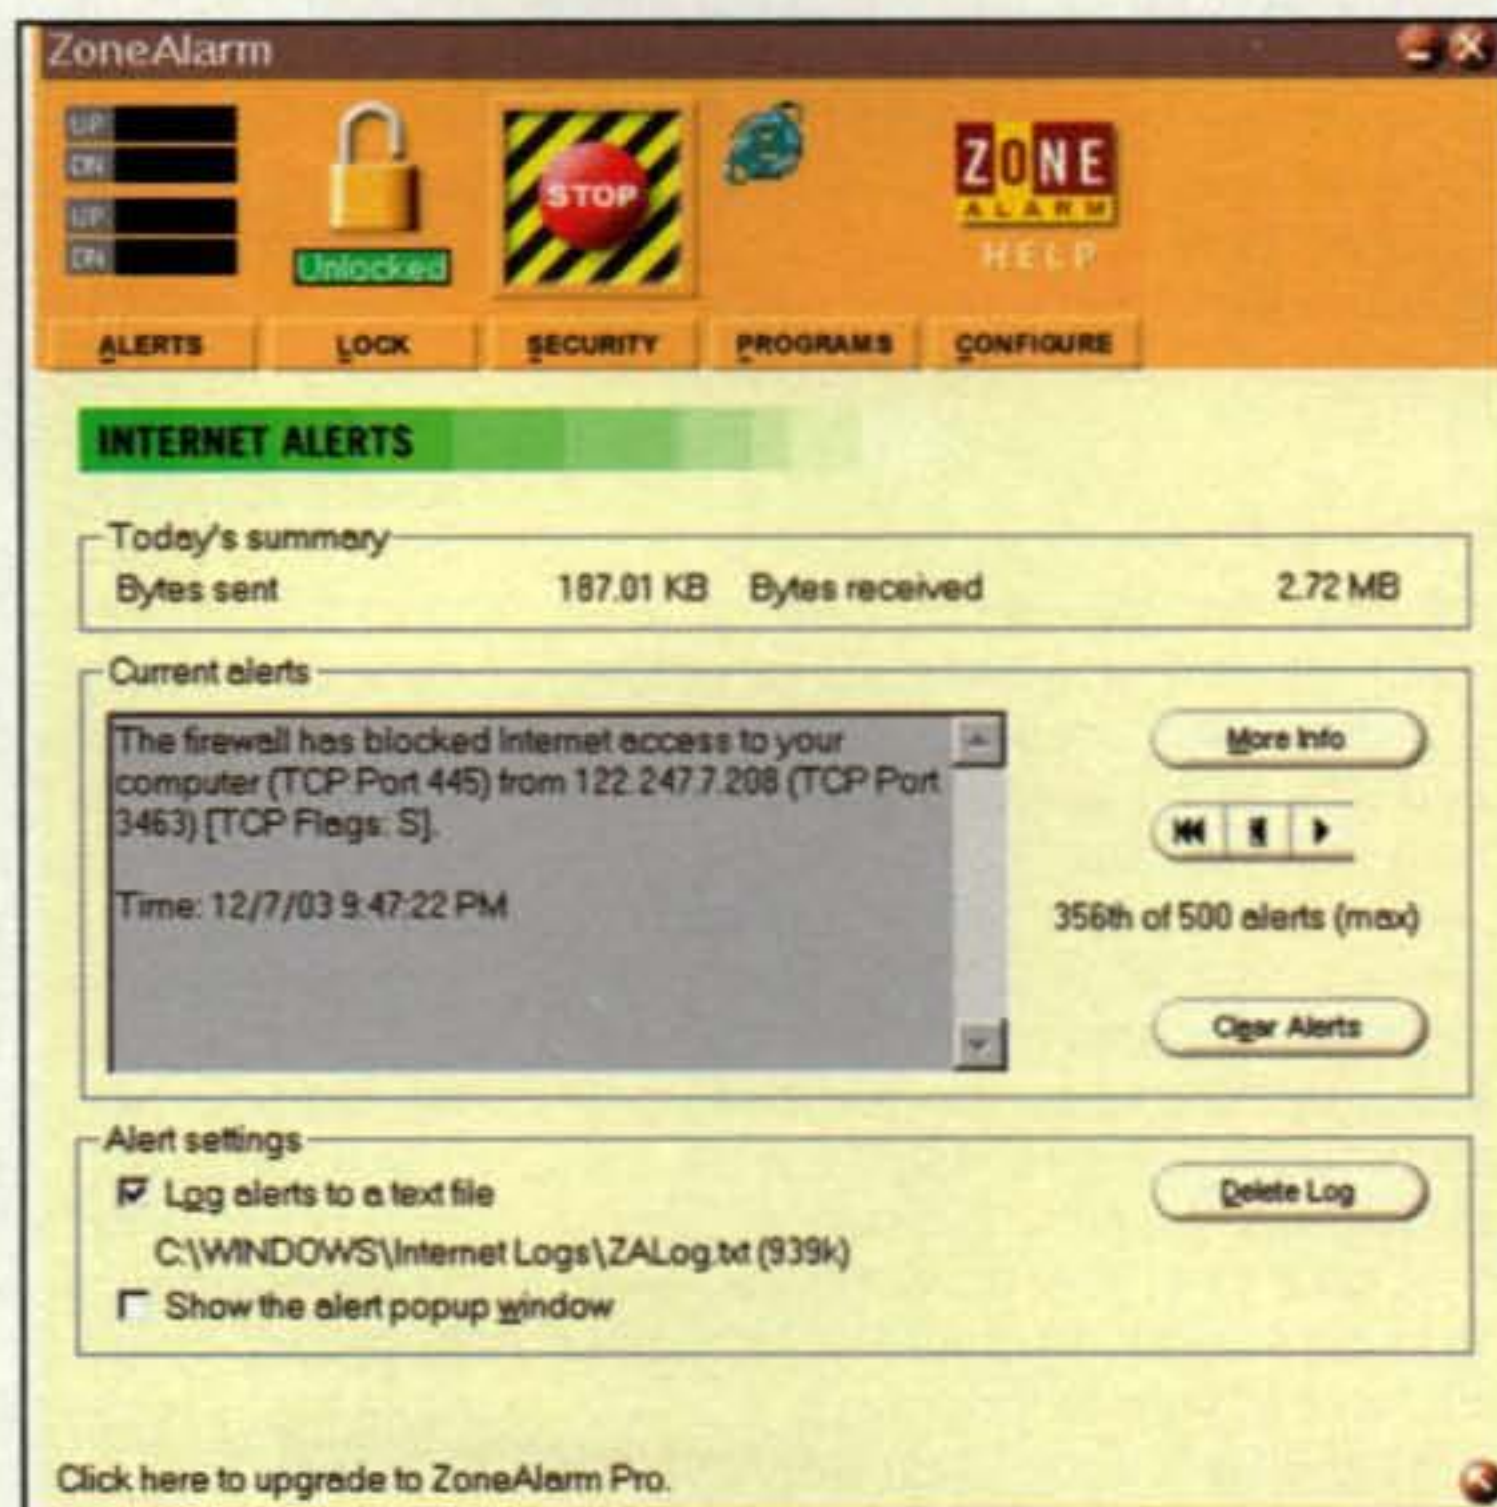 ZoneAlarm
UP
DN
UP
DN
Unlocked
STOP
ZONE
ALARM
HELP
ALERTS
LOCK
SECURITY
PROGRAMS
CONFIGURE
INTERNET ALERTS
Today's summary
Bytes sent 187.01 KB Bytes received 2.72 MB
Current alerts
The firewall has blocked Internet access to your
computer (TCP Port 445) from 122.247.7.208 (TCP Port
3463) [TCP Flags: S].
Time: 12/7/03 9:47:22 PM
More Info
356th of 500 alerts (max)
Clear Alerts
Alert settings
Log alerts to a text file
Delete Log
C:\WINDOWS\Internet Logs\ZALog.txt (939k)
Show the alert popup window
Click here to upgrade to ZoneAlarm Pro.